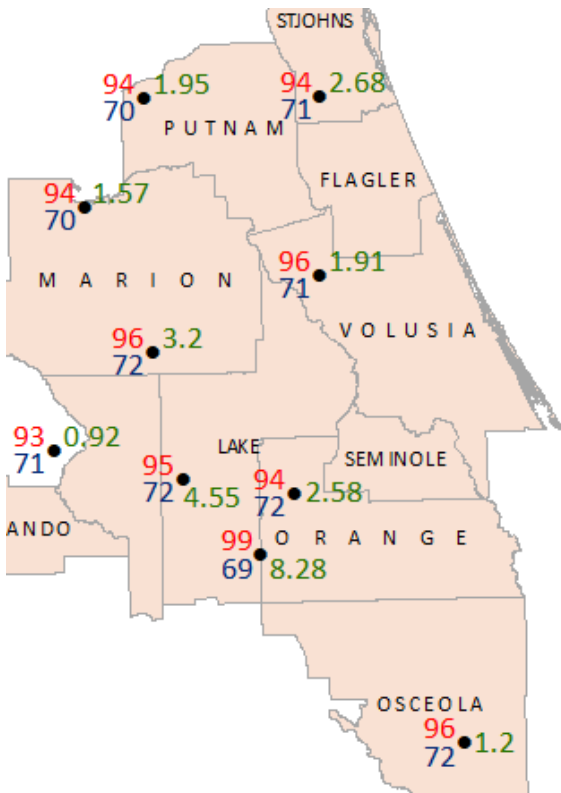 STJOHNS
94 1.95
70
94 2.68
71
PUTNAM
FLAGLER
94 1.57
70
MARION
96 1.91
71
VOLUSIA
96 3.2
72
93 0.92
71
LAKE
SEMINOLE
95
72 4.55
94 2.58
72
ANDO
ORANGE
99
69 8.28
OSCEOLA
96 1.2
72